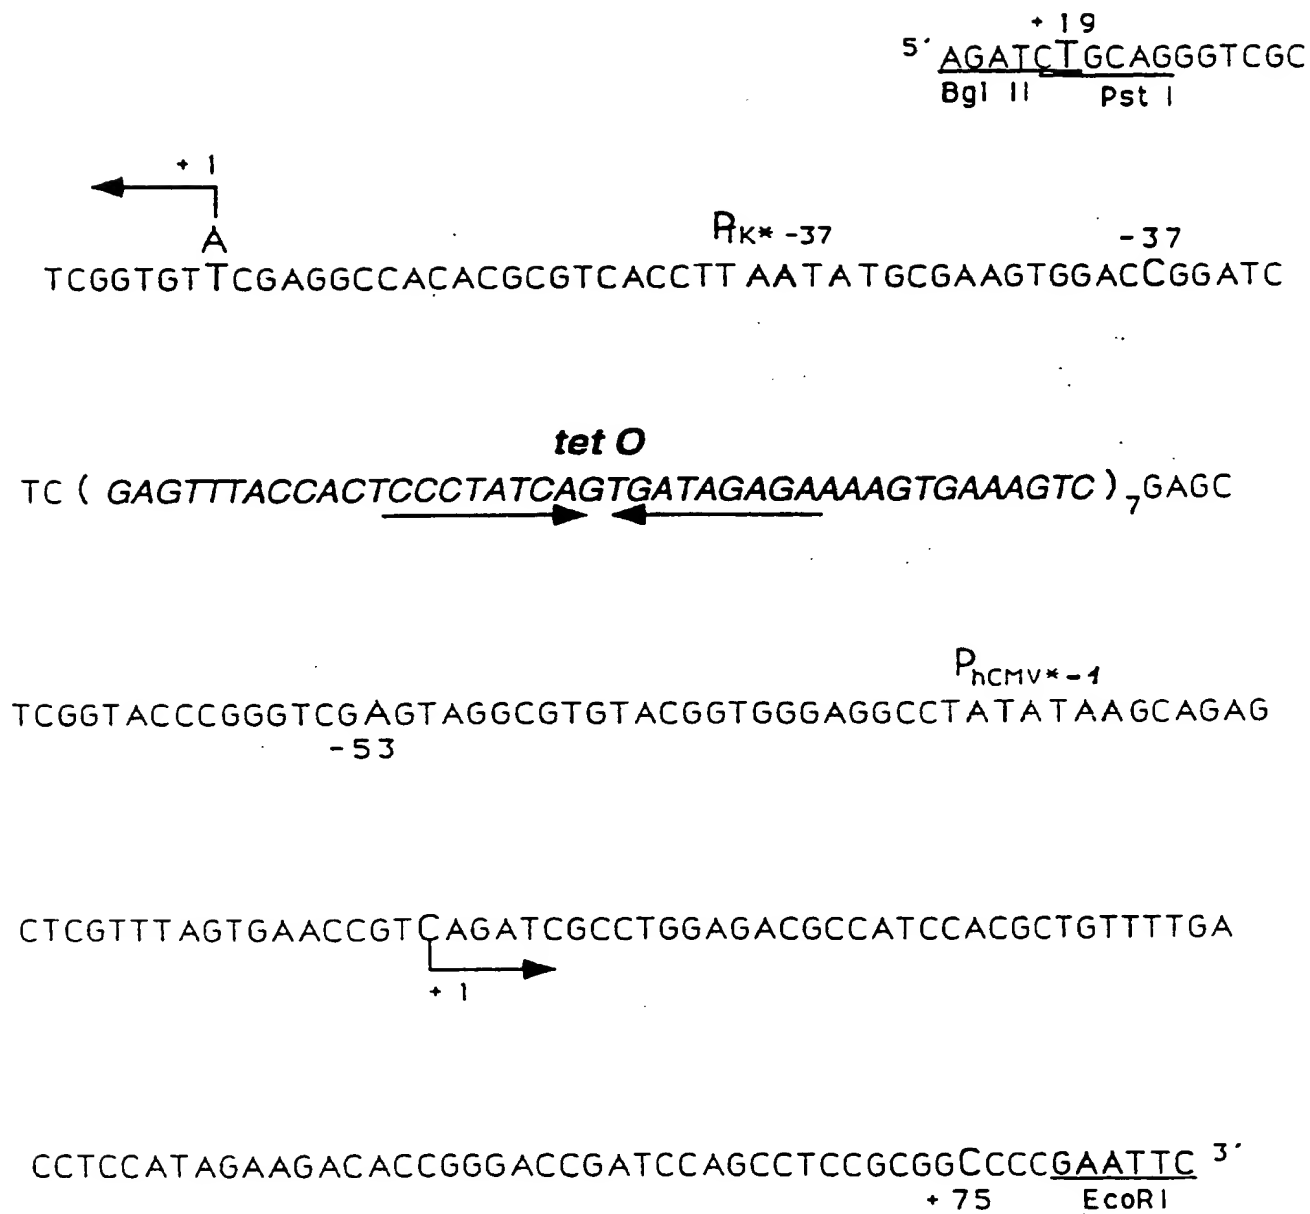 + 19
5' AGATCTGCAGGGTCGC
Bgl II Pst I
+ 1
A
PTK* -37 -37
TCGGTGTTCGAGGCCACACGCGTCACCTTAATATGCGAAGTGGACCGGATC
tet O
TC ( GAGTTTACCACTCCCTATCAGTGATAGAGAAAAGTGAAAGTC )7GAGC
PhCMV*-1
TCGGTACCCGGGTCGAGTAGGCGTGTACGGTGGGAGGCCTATATAAGCAGAG
-53
CTCGTTTAGTGAACCGTCAGATCGCCTGGAGACGCCATCCACGCTGTTTTGA
+ 1
CCTCCATAGAAGACACCGGGACCGATCCAGCCTCCGCGGCCCCGAATTC 3'
+ 75 EcoRI